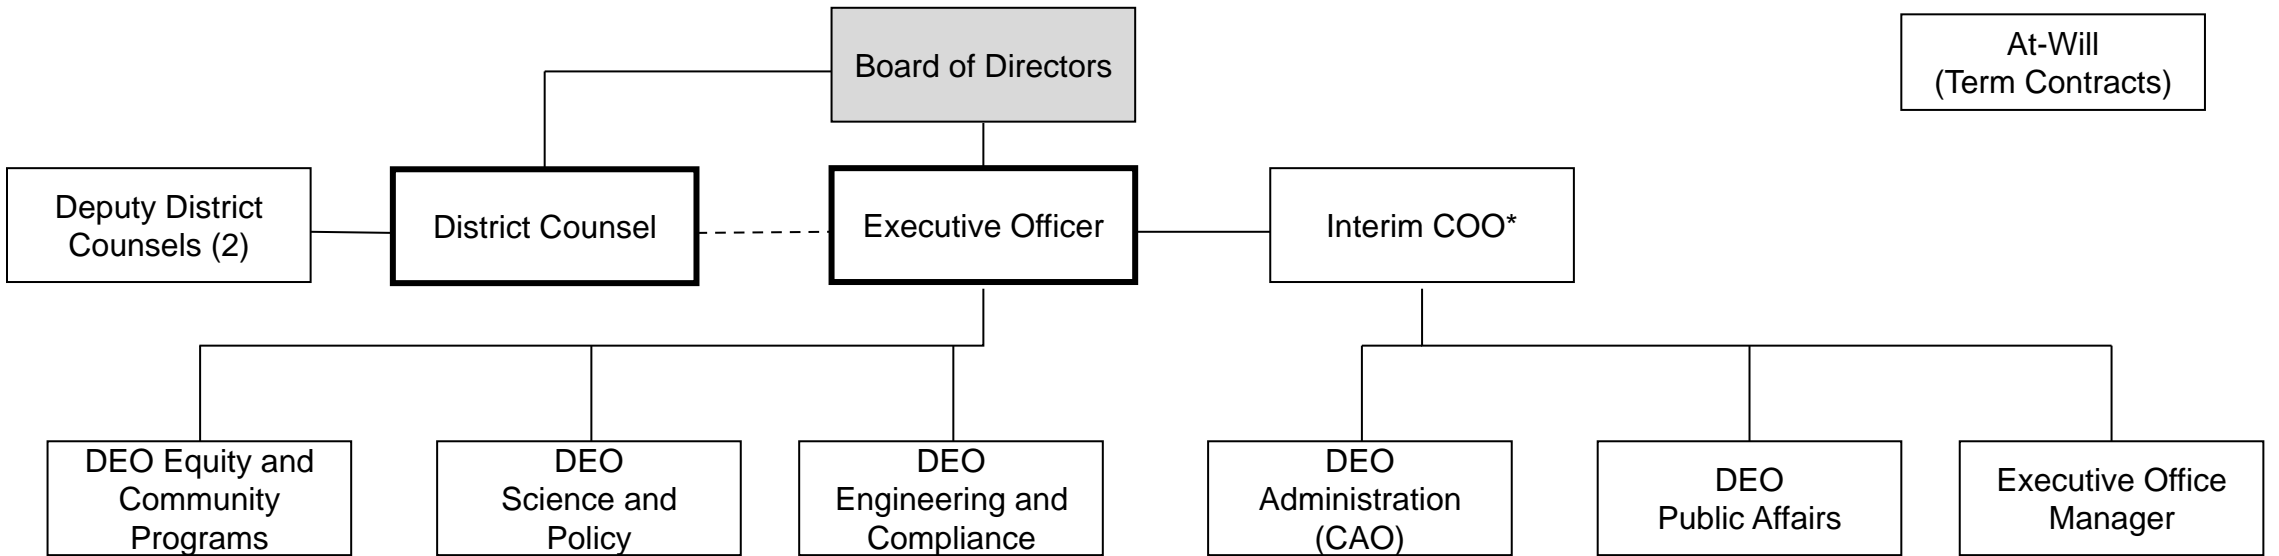 Board of Directors
At-Will
(Term Contracts)
Deputy District
Counsels (2)
District Counsel
Executive Officer
Interim COO*
DEO Equity and
Community
Programs
DEO
Science and
Policy
DEO
Engineering and
Compliance
DEO
Administration
(CAO)
DEO
Public Affairs
Executive Office
Manager